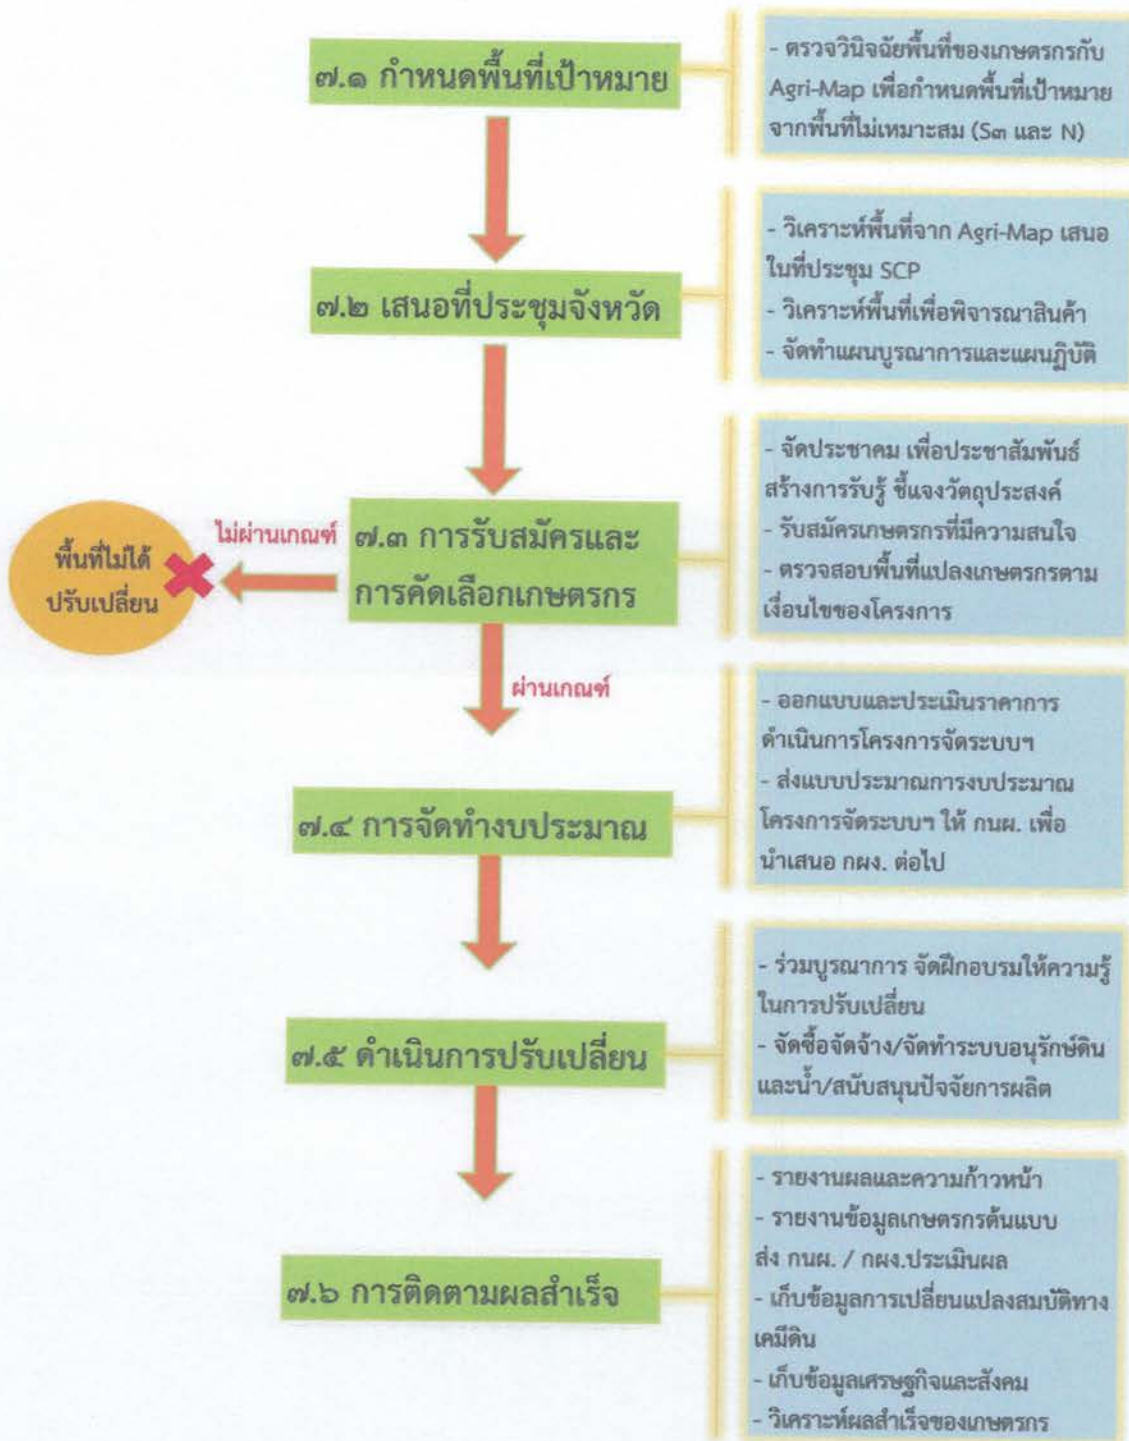 ๗.๑ กำหนดพื้นที่เป้าหมาย
- ตรวจวินิจฉัยพื้นที่ของเกษตรกรกับ
Agri-Map เพื่อกำหนดพื้นที่เป้าหมาย
จากพื้นที่ไม่เหมาะสม (S๓ และ N)
๗.๒ เสนอที่ประชุมจังหวัด
- วิเคราะห์พื้นที่จาก Agri-Map เสนอ
ในที่ประชุม SCP
- วิเคราะห์พื้นที่เพื่อพิจารณาสินค้า
- จัดทำแผนบูรณาการและแผนฏิบัติ
๗.๓ การรับสมัครและ
การคัดเลือกเกษตรกร
- จัดประชาคม เพื่อประชาสัมพันธ์
สร้างการรับรู้ ชี้แจงวัตถุประสงค์
- รับสมัครเกษตรกรที่มีความสนใจ
- ตรวจสอบพื้นที่แปลงเกษตรกรตาม
เงื่อนไขของโครงการ
ไม่ผ่านเกณฑ์
พื้นที่ไม่ได้
ปรับเปลี่ยน
ผ่านเกณฑ์
๗.๔ การจัดทำงบประมาณ
- ออกแบบและประเมินราคาการ
ดำเนินการโครงการจัดระบบฯ
- ส่งแบบประมาณการงบประมาณ
โครงการจัดระบบฯ ให้ กนผ. เพื่อ
นำเสนอ กผง. ต่อไป
๗.๕ ดำเนินการปรับเปลี่ยน
- ร่วมบูรณาการ จัดฝึกอบรมให้ความรู้
ในการปรับเปลี่ยน
- จัดซื้อจัดจ้าง/จัดทำระบบอนุรักษ์ดิน
และน้ำ/สนับสนุนปัจจัยการผลิต
๗.๖ การติดตามผลสำเร็จ
- รายงานผลและความก้าวหน้า
- รายงานข้อมูลเกษตรกรต้นแบบ
ส่ง กนผ. / กผง.ประเมินผล
- เก็บข้อมูลการเปลี่ยนแปลงสมบัติทาง
เคมีดิน
- เก็บข้อมูลเศรษฐกิจและสังคม
- วิเคราะห์ผลสำเร็จของเกษตรกร